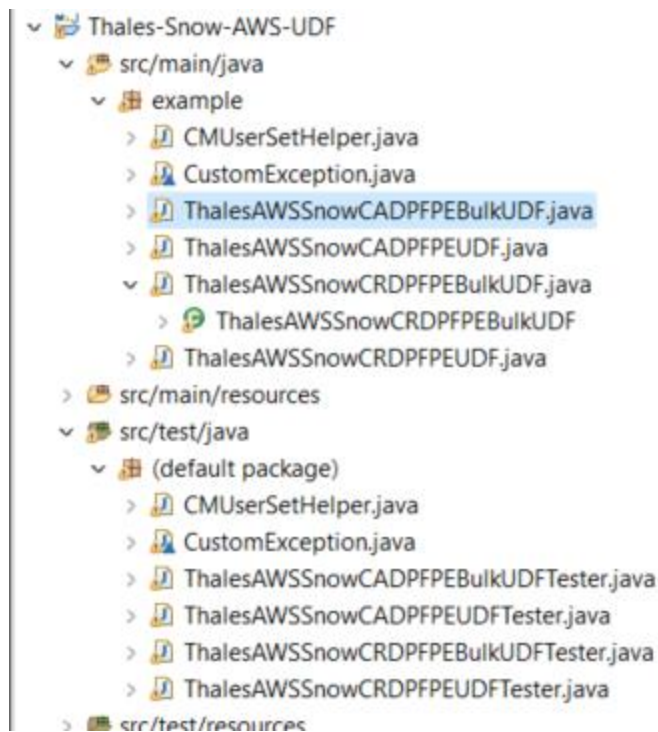 Thales-Snow-AWS-UDF
src/main/java
example
CMUserSetHelper.java
CustomException.java
ThalesAWSSnowCADPFPEBulkUDF.java
ThalesAWSSnowCADPFPEUDF.java
ThalesAWSSnowCRDPFPEBulkUDF.java
ThalesAWSSnowCRDPFPEBulkUDF
ThalesAWSSnowCRDPFPEUDF.java
src/main/resources
src/test/java
(default package)
CMUserSetHelper.java
CustomException.java
ThalesAWSSnowCADPFPEBulkUDFTester.java
ThalesAWSSnowCADPFPEUDFTester.java
ThalesAWSSnowCRDPFPEBulkUDFTester.java
ThalesAWSSnowCRDPFPEUDFTester.java
src/test/resources